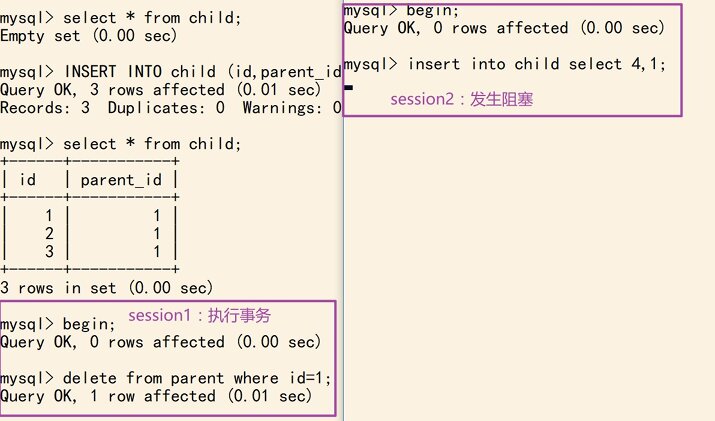 mysql> select * from child;
Empty set (0.00 sec)
mysql> INSERT INTO child (id,parent_id
Query OK, 3 rows affected (0.01 sec)
Records: 3  Duplicates: 0  Warnings: 0
mysql> select * from child;
+------+-----------+
| id   | parent_id |
+------+-----------+
|    1 |         1 |
|    2 |         1 |
|    3 |         1 |
+------+-----------+
3 rows in set (0.00 sec)
session1：执行事务
mysql> begin;
Query OK, 0 rows affected (0.00 sec)
mysql> delete from parent where id=1;
Query OK, 1 row affected (0.01 sec)
mysql> begin;
Query OK, 0 rows affected (0.00 sec)
mysql> insert into child select 4,1;
session2：发生阻塞